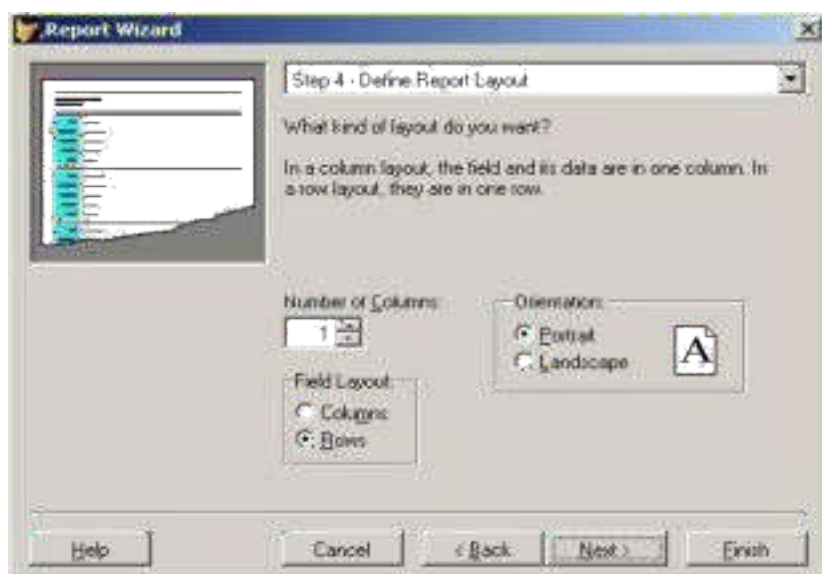 Report Wizard
Step 4 - Define Report Layout
What kind of layout do you want?
In a column layout, the field and its data are in one column. In
a row layout, they are in one row.
Number of Columns:
1
Orientation:
Portrait
Landscape
A
Field Layout:
Columns
Rows
Help
Cancel
< Back
Next >
Finish